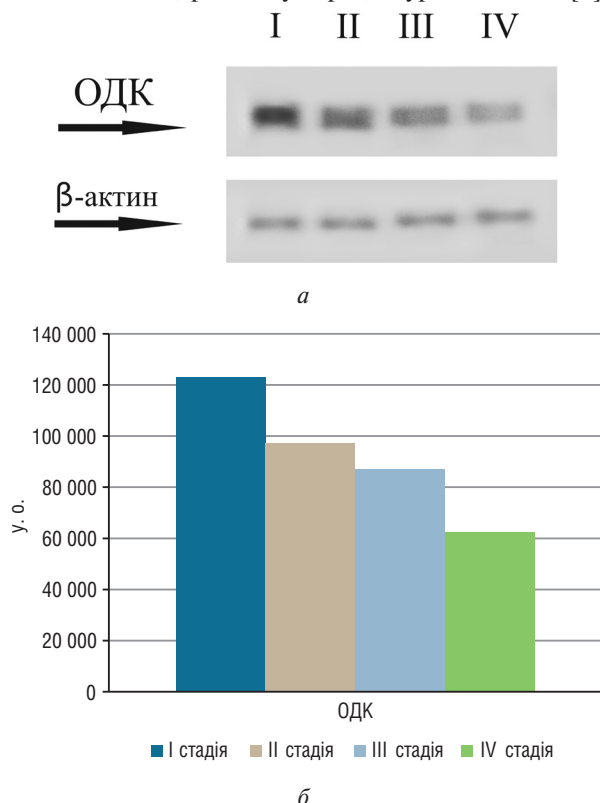 I II III IV
ОДК
β-актин
а
140 000
120 000
100 000
80 000
60 000
40 000
20 000
0
у. о.
ОДК
I стадія II стадія III стадія IV стадія
б